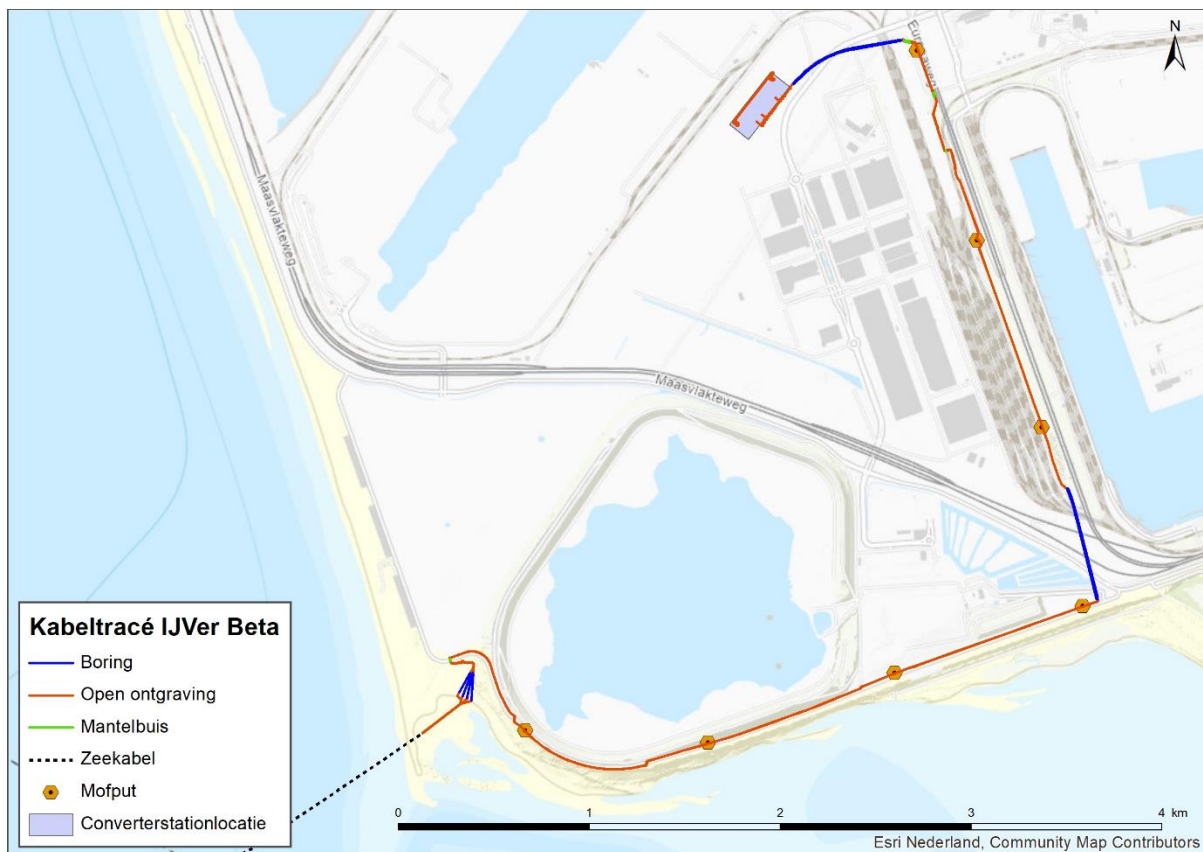 N
Europaweg
Maasvlakteweg
Maasvlakteweg
Kabeltracé IJVer Beta
Boring
Open ontgraving
Mantelbuis
Zeekabel
Mofput
Converterstationlocatie
0 1 2 3 4 km
Esri Nederland, Community Map Contributors